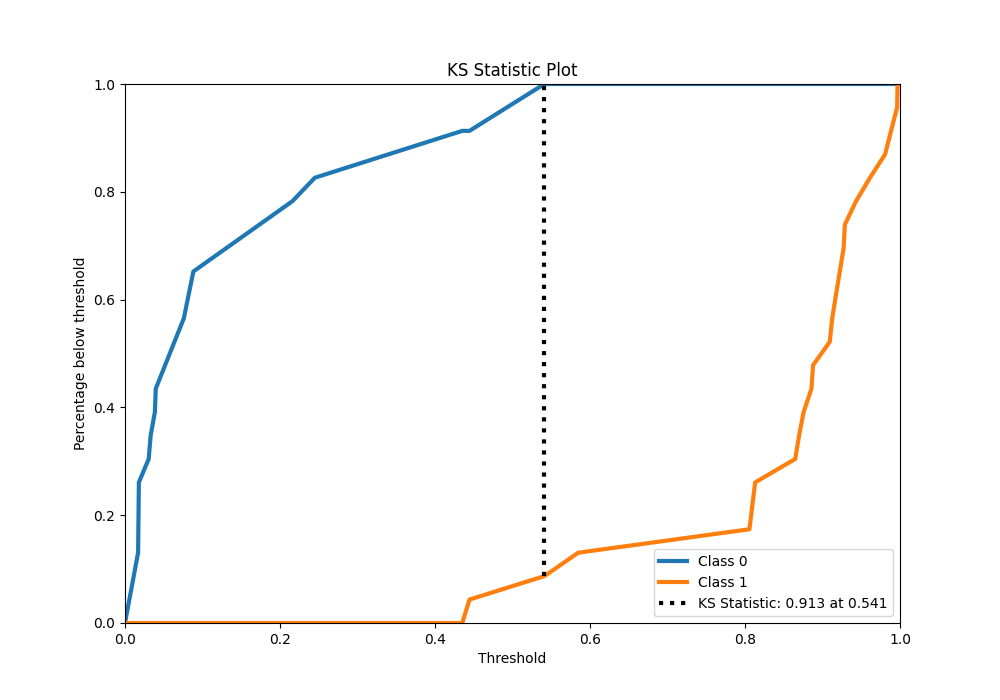 KS Statistic Plot
1.0
0.8
0.6
0.4
0.2
0.0
Percentage below threshold
0.0 0.2 0.4 0.6 0.8 1.0
Threshold
Class 0
Class 1
KS Statistic: 0.913 at 0.541